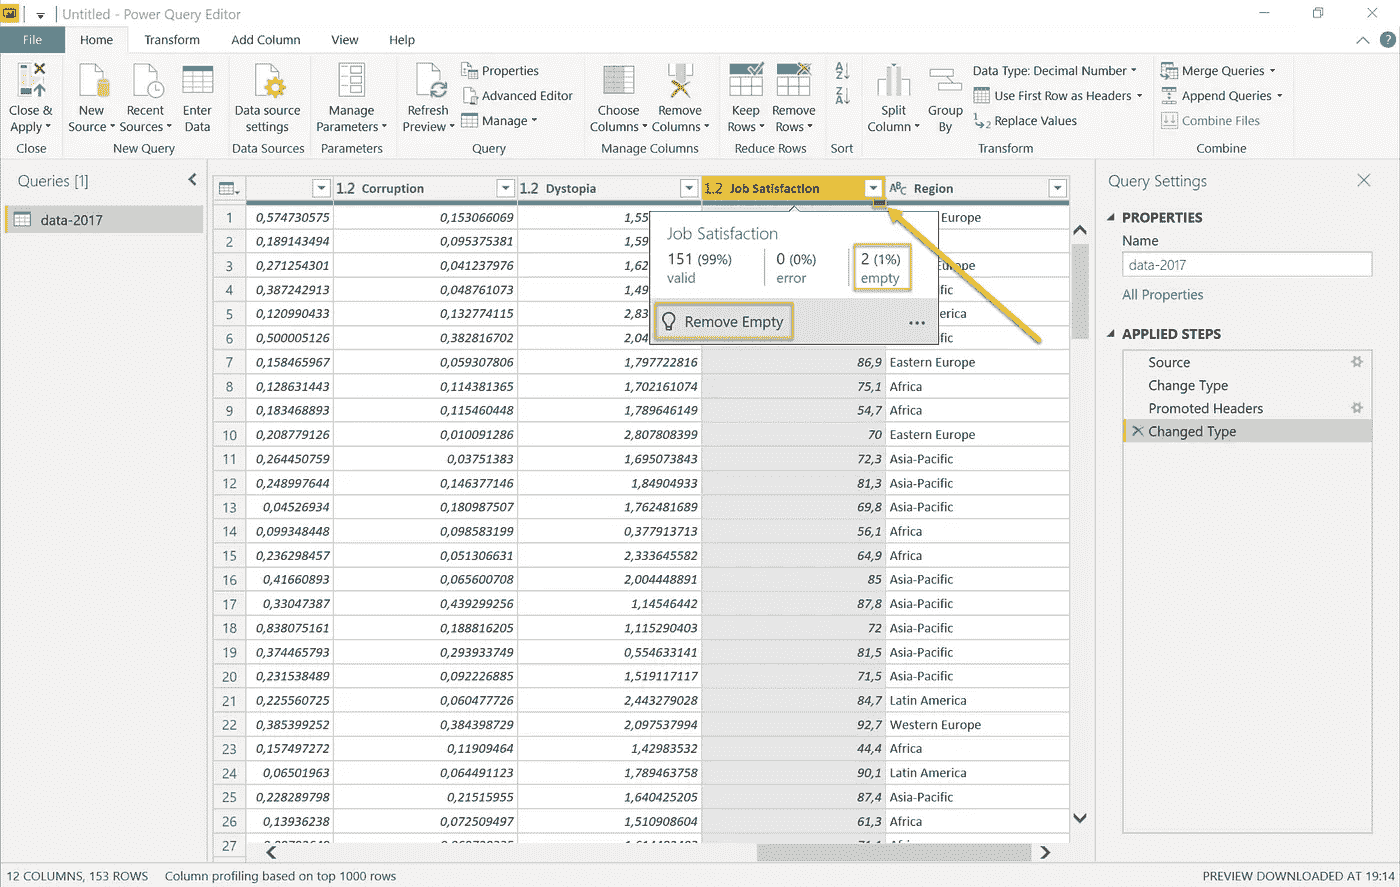 Untitled - Power Query Editor
File Home Transform Add Column View Help
Close & Apply
New Source
Recent Sources
Enter Data
Data source settings
Manage Parameters
Refresh Preview
Properties
Advanced Editor
Manage
Choose Columns
Remove Columns
Keep Rows
Remove Rows
Split Column
Group By
Data Type: Decimal Number
Use First Row as Headers
Replace Values
Merge Queries
Append Queries
Combine Files
Close New Query Data Sources Parameters Query Manage Columns Reduce Rows Sort Transform Combine
Queries [1]
data-2017
1.2 Corruption 1.2 Dystopia 1.2 Job Satisfaction ABC Region
1 0,574730575 0,153066069 1,55 Europe
2 0,189143494 0,095375381 1,59
3 0,271254301 0,041237976 1,62
4 0,387242913 0,048761073 1,49 fic
5 0,120990433 0,132774115 2,83 erica
6 0,500005126 0,382816702 2,04 fic
7 0,158465967 0,059307806 1,797722816 86,9 Eastern Europe
8 0,128631443 0,114381365 1,702161074 75,1 Africa
9 0,183468893 0,115460448 1,789646149 54,7 Africa
10 0,208779126 0,010091286 2,807808399 70 Eastern Europe
11 0,264450759 0,03751383 1,695073843 72,3 Asia-Pacific
12 0,248997644 0,146377146 1,84904933 81,3 Asia-Pacific
13 0,04526934 0,180987507 1,762481689 69,8 Asia-Pacific
14 0,099348448 0,098583199 0,377913713 56,1 Africa
15 0,236298457 0,051306631 2,333645582 64,9 Africa
16 0,41660893 0,065600708 2,004448891 85 Asia-Pacific
17 0,33047387 0,439299256 1,14546442 87,8 Asia-Pacific
18 0,838075161 0,188816205 1,115290403 72 Asia-Pacific
19 0,374465793 0,293933749 0,554633141 81,5 Asia-Pacific
20 0,231538489 0,092226885 1,519117117 71,5 Asia-Pacific
21 0,225560725 0,060477726 2,443279028 84,7 Latin America
22 0,385399252 0,384398729 2,097537994 92,7 Western Europe
23 0,157497272 0,11909464 1,42983532 44,4 Africa
24 0,06501963 0,064491123 1,789463758 90,1 Latin America
25 0,228289798 0,21515955 1,640425205 87,4 Asia-Pacific
26 0,13936238 0,072509497 1,510908604 61,3 Africa
27
Job Satisfaction
151 (99%) 0 (0%) 2 (1%)
valid error empty
Remove Empty
Query Settings
PROPERTIES
Name
data-2017
All Properties
APPLIED STEPS
Source
Change Type
Promoted Headers
Changed Type
12 COLUMNS, 153 ROWS Column profiling based on top 1000 rows PREVIEW DOWNLOADED AT 19:14